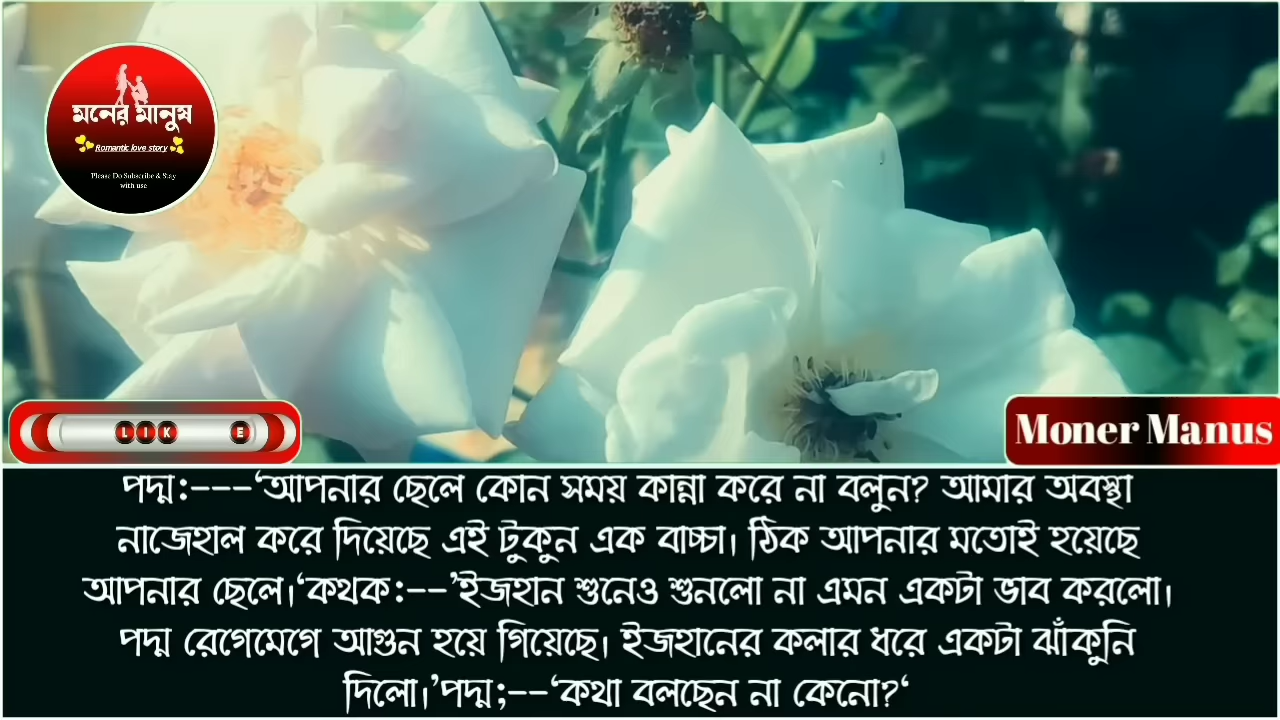 মনের মানুষ
Romantic love story
Please Do Subscribe & Stay
with use
LIK E
Moner Manus
পদ্ম:---‘আপনার ছেলে কোন সময় কান্না করে না বলুন? আমার অবস্থা
নাজেহাল করে দিয়েছে এই টুকুন এক বাচ্চা। ঠিক আপনার মতোই হয়েছে
আপনার ছেলে।‘কথক:--’ইজহান শুনেও শুনলো না এমন একটা ভাব করলো।
পদ্ম রেগেমেগে আগুন হয়ে গিয়েছে। ইজহানের কলার ধরে একটা ঝাঁকুনি
দিলো।’পদ্ম;--‘কথা বলছেন না কেনো?‘